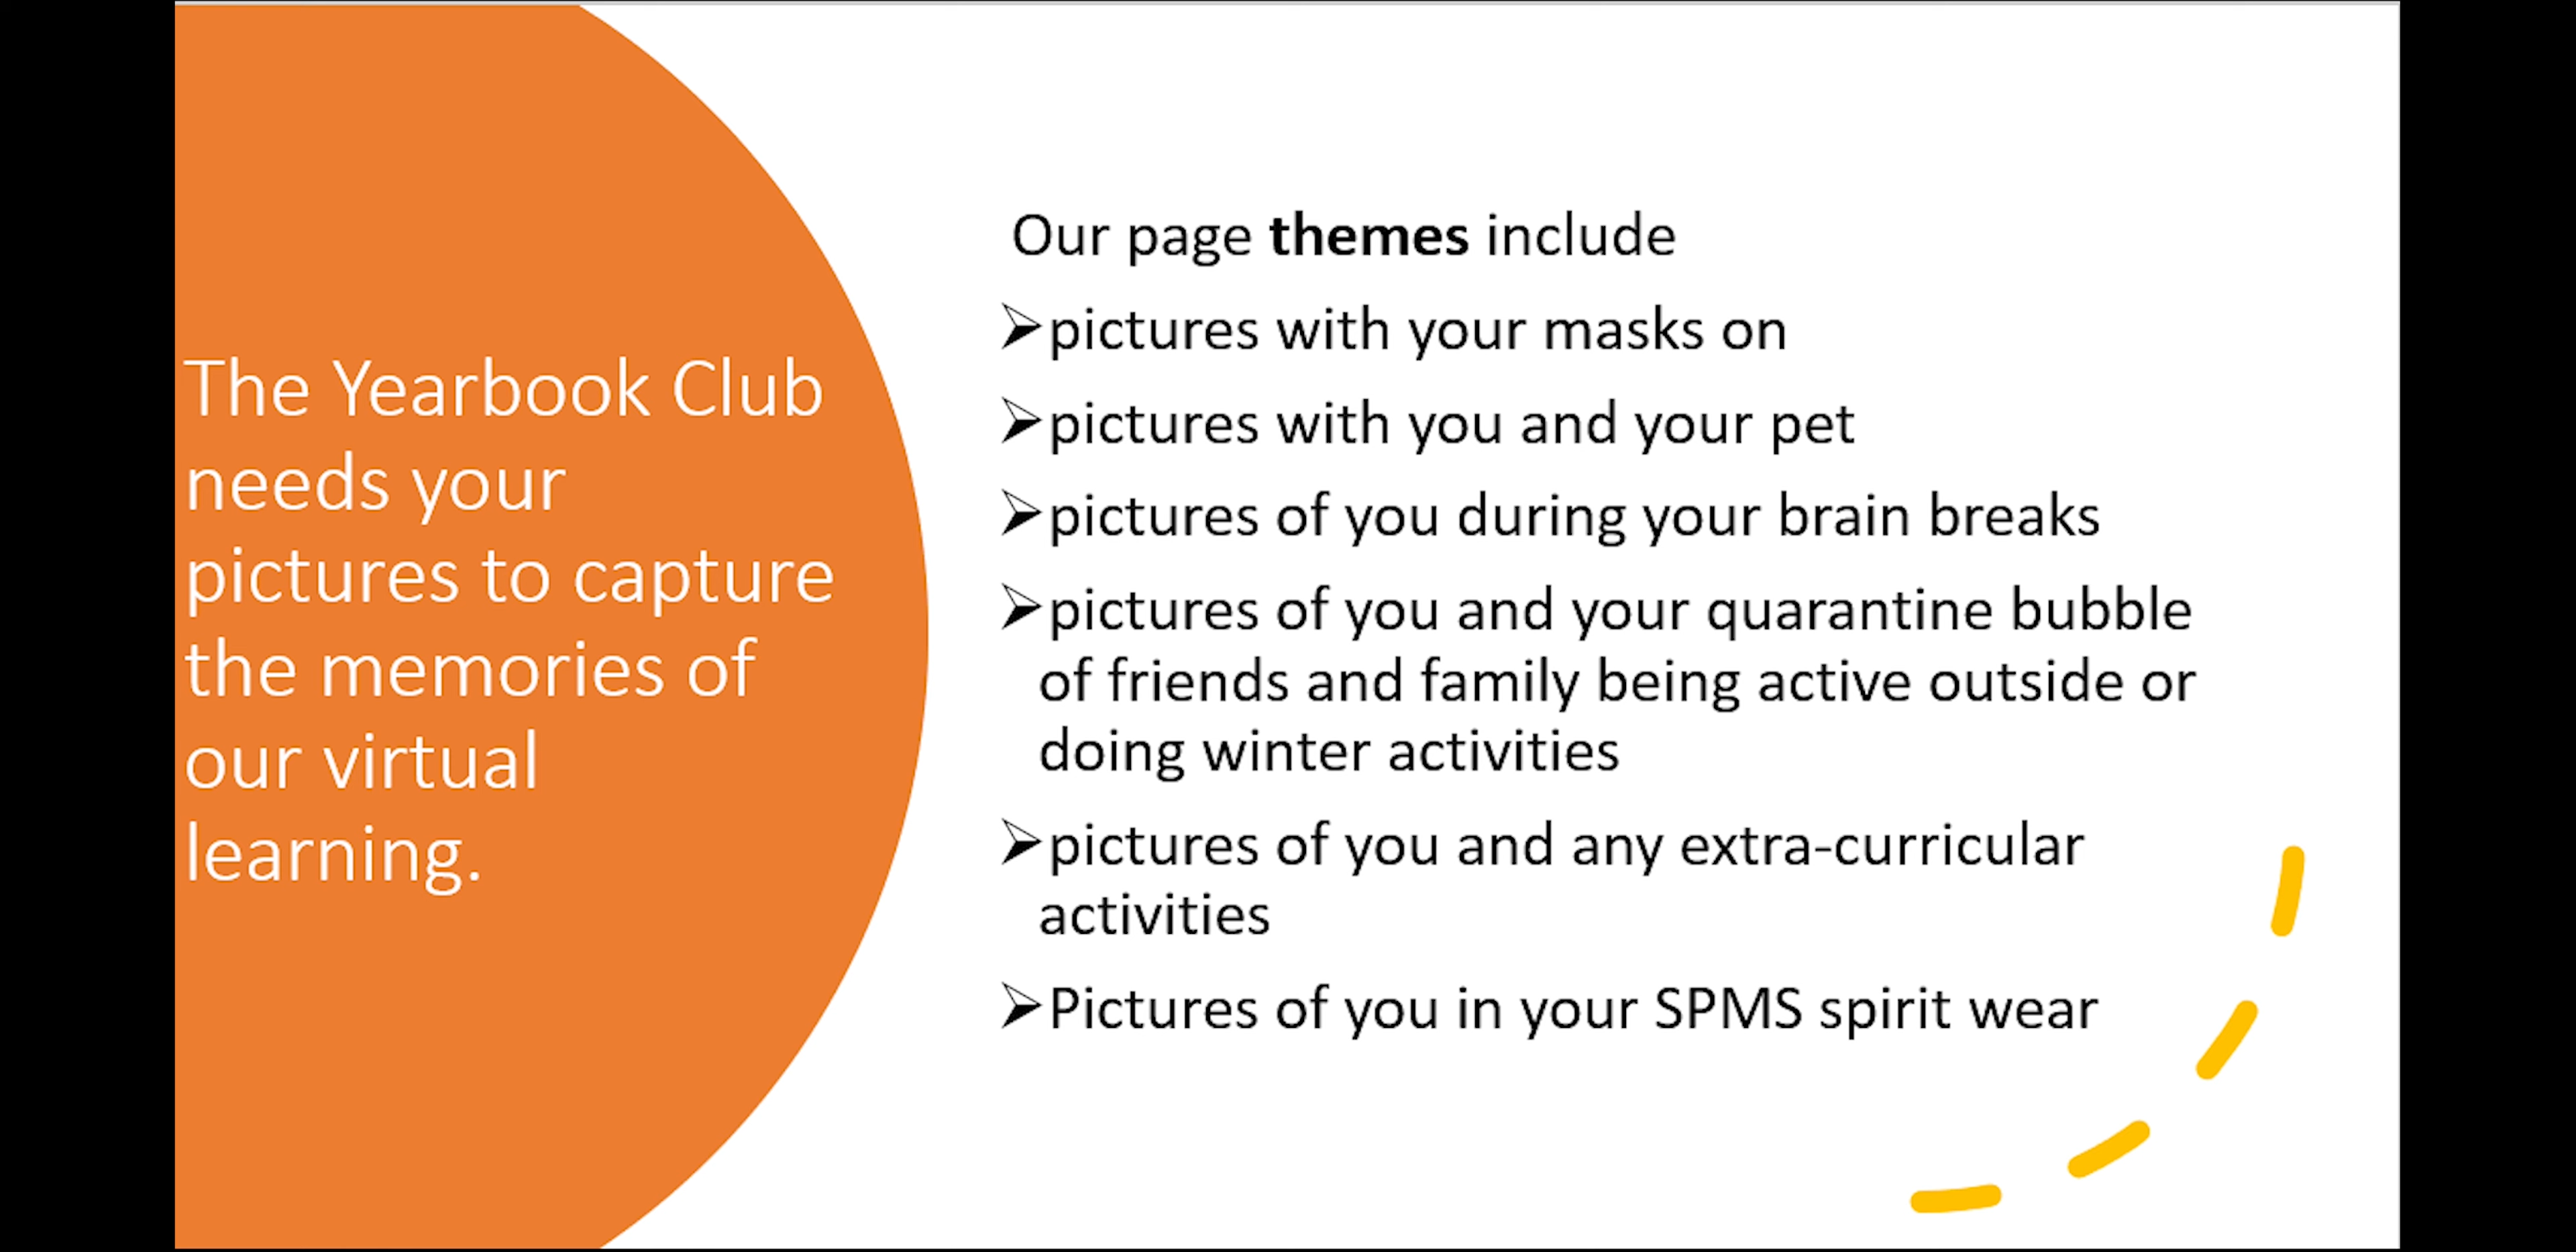 The Yearbook Club
needs your
pictures to capture
the memories of
our virtual
learning.
Our page themes include
➢pictures with your masks on
➢pictures with you and your pet
➢pictures of you during your brain breaks
➢pictures of you and your quarantine bubble
of friends and family being active outside or
doing winter activities
➢pictures of you and any extra-curricular
activities
➢Pictures of you in your SPMS spirit wear